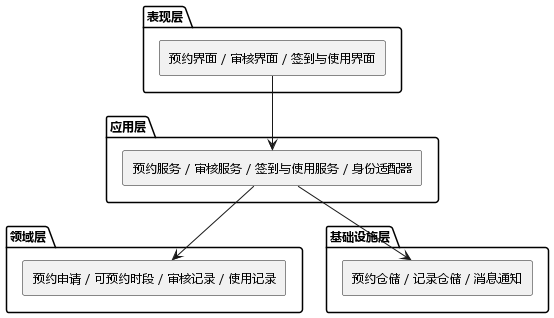 表现层
预约界面 / 审核界面 / 签到与使用界面
应用层
预约服务 / 审核服务 / 签到与使用服务 / 身份适配器
领域层
预约申请 / 可预约时段 / 审核记录 / 使用记录
基础设施层
预约仓储 / 记录仓储 / 消息通知